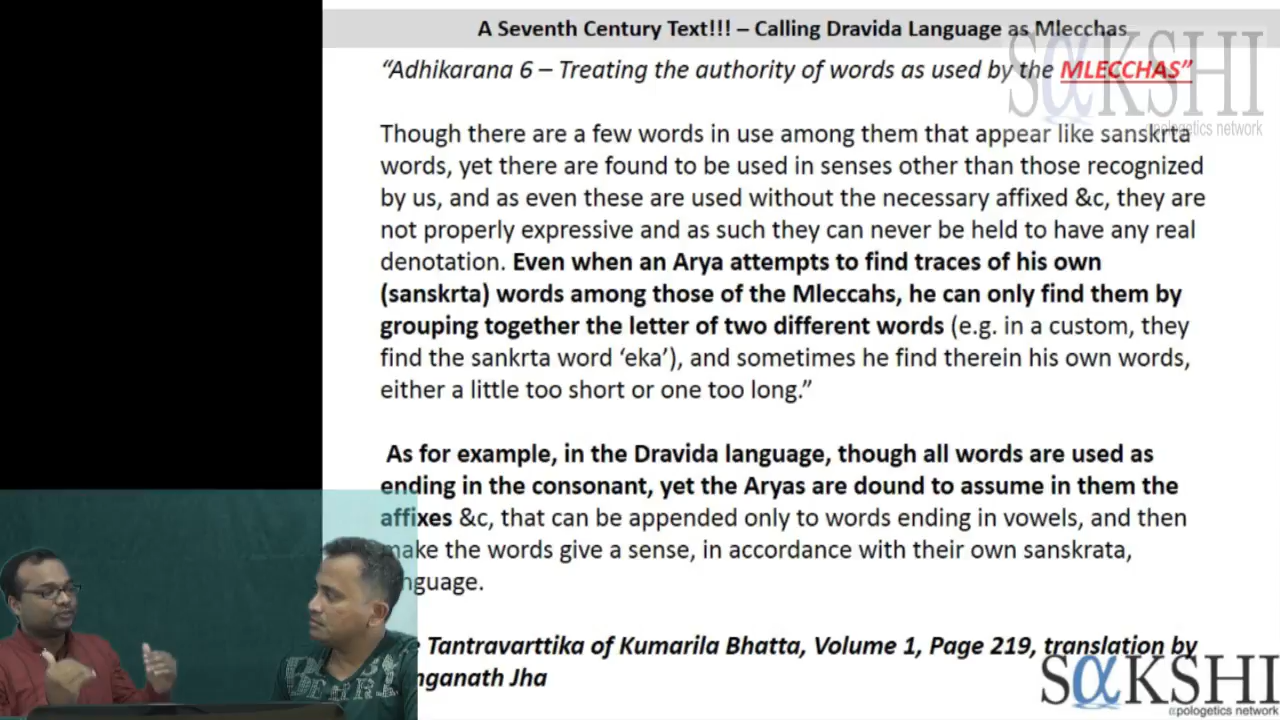 A Seventh Century Text!!! – Calling Dravida Language as Mlecchas
“Adhikarana 6 – Treating the authority of words as used by the MLECCHAS”
SαKSHI
αpologetics network
Though there are a few words in use among them that appear like sanskrta
words, yet there are found to be used in senses other than those recognized
by us, and as even these are used without the necessary affixed &c, they are
not properly expressive and as such they can never be held to have any real
denotation. Even when an Arya attempts to find traces of his own
(sanskrta) words among those of the Mleccahs, he can only find them by
grouping together the letter of two different words (e.g. in a custom, they
find the sankrta word ‘eka’), and sometimes he find therein his own words,
either a little too short or one too long.”
As for example, in the Dravida language, though all words are used as
ending in the consonant, yet the Aryas are dound to assume in them the
affixes &c, that can be appended only to words ending in vowels, and then
make the words give a sense, in accordance with their own sanskrata,
nguage.
Tantravarttika of Kumarila Bhatta, Volume 1, Page 219, translation by
nganath Jha
SαKSHI
αpologetics network